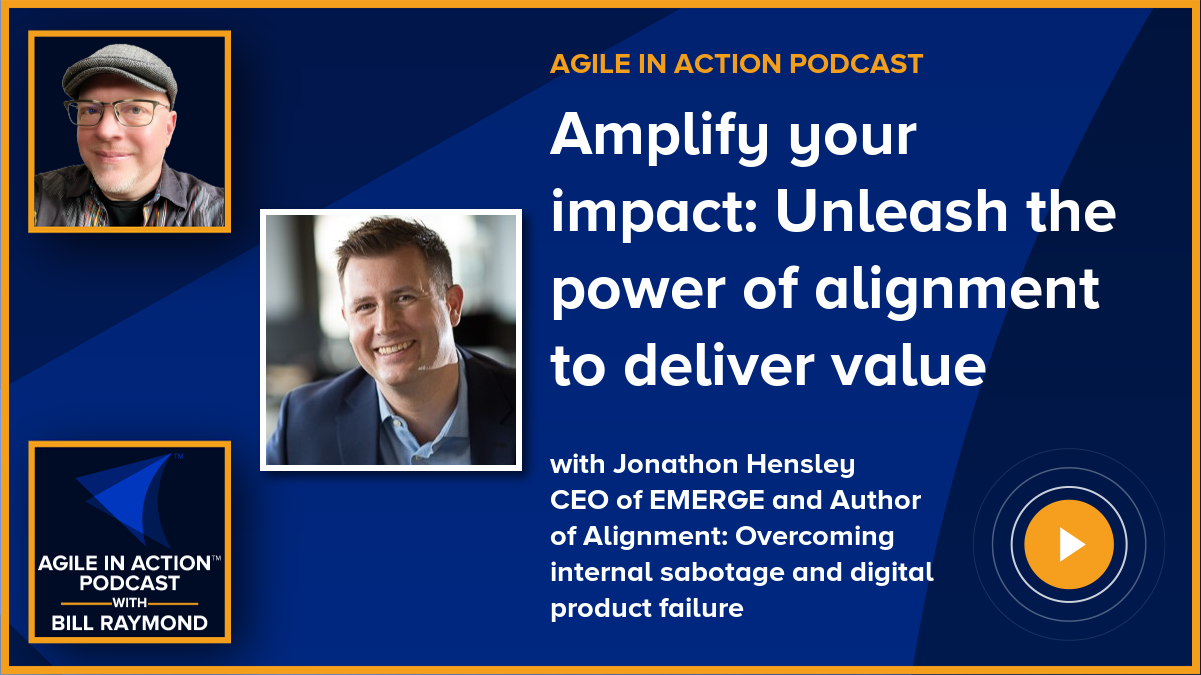 AGILE IN ACTION PODCAST
Amplify your
impact: Unleash the
power of alignment
to deliver value
with Jonathon Hensley
CEO of EMERGE and Author
of Alignment: Overcoming
internal sabotage and digital
product failure
TM
AGILE IN ACTION™
PODCAST
WITH
BILL RAYMOND